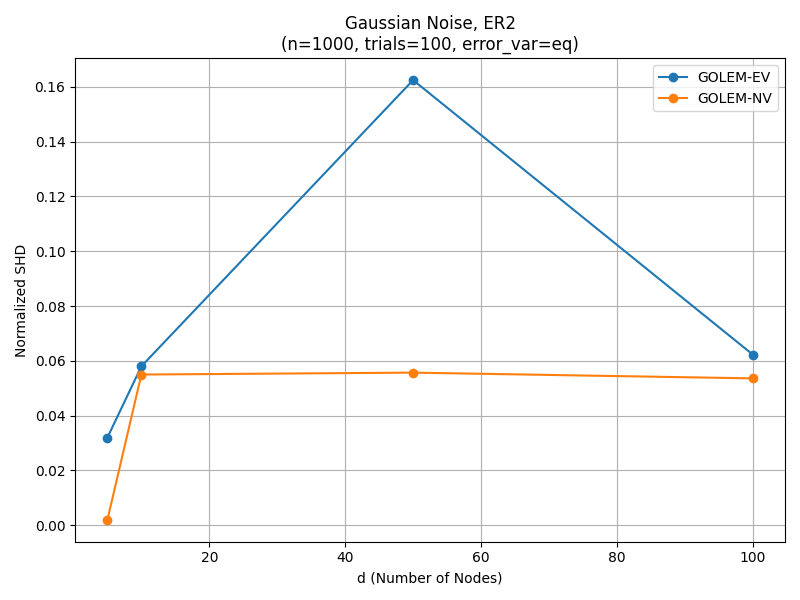 Gaussian Noise, ER2
(n=1000, trials=100, error_var=eq)
GOLEM-EV
GOLEM-NV
Normalized SHD
0.16
0.14
0.12
0.10
0.08
0.06
0.04
0.02
0.00
20
40
60
80
100
d (Number of Nodes)